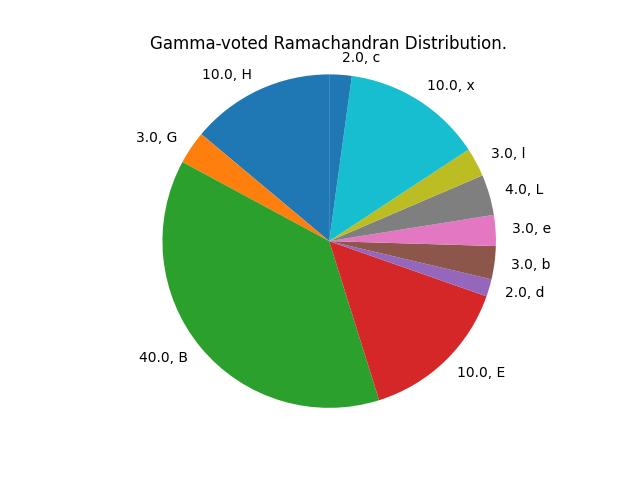 Gamma-voted Ramachandran Distribution.
2.0, c
10.0, H
10.0, x
3.0, G
3.0, l
4.0, L
3.0, e
3.0, b
2.0, d
40.0, B
10.0, E